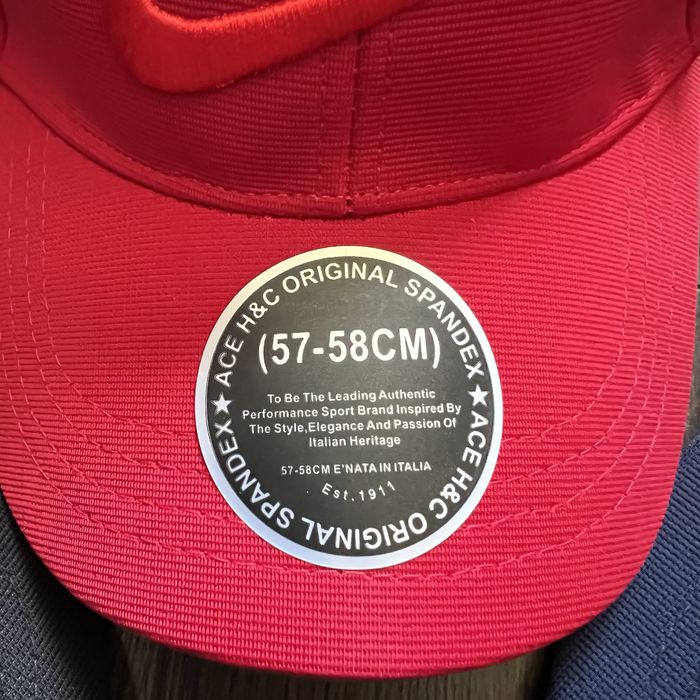 ACE H&C ORIGINAL SPANDEX ★
ACE H&C ORIGINAL SPANDEX ★
(57-58CM)
To Be The Leading Authentic
Performance Sport Brand Inspired By
The Style,Elegance And Passion Of
Italian Heritage
57-58CM E'NATA IN ITALIA
Est.1911